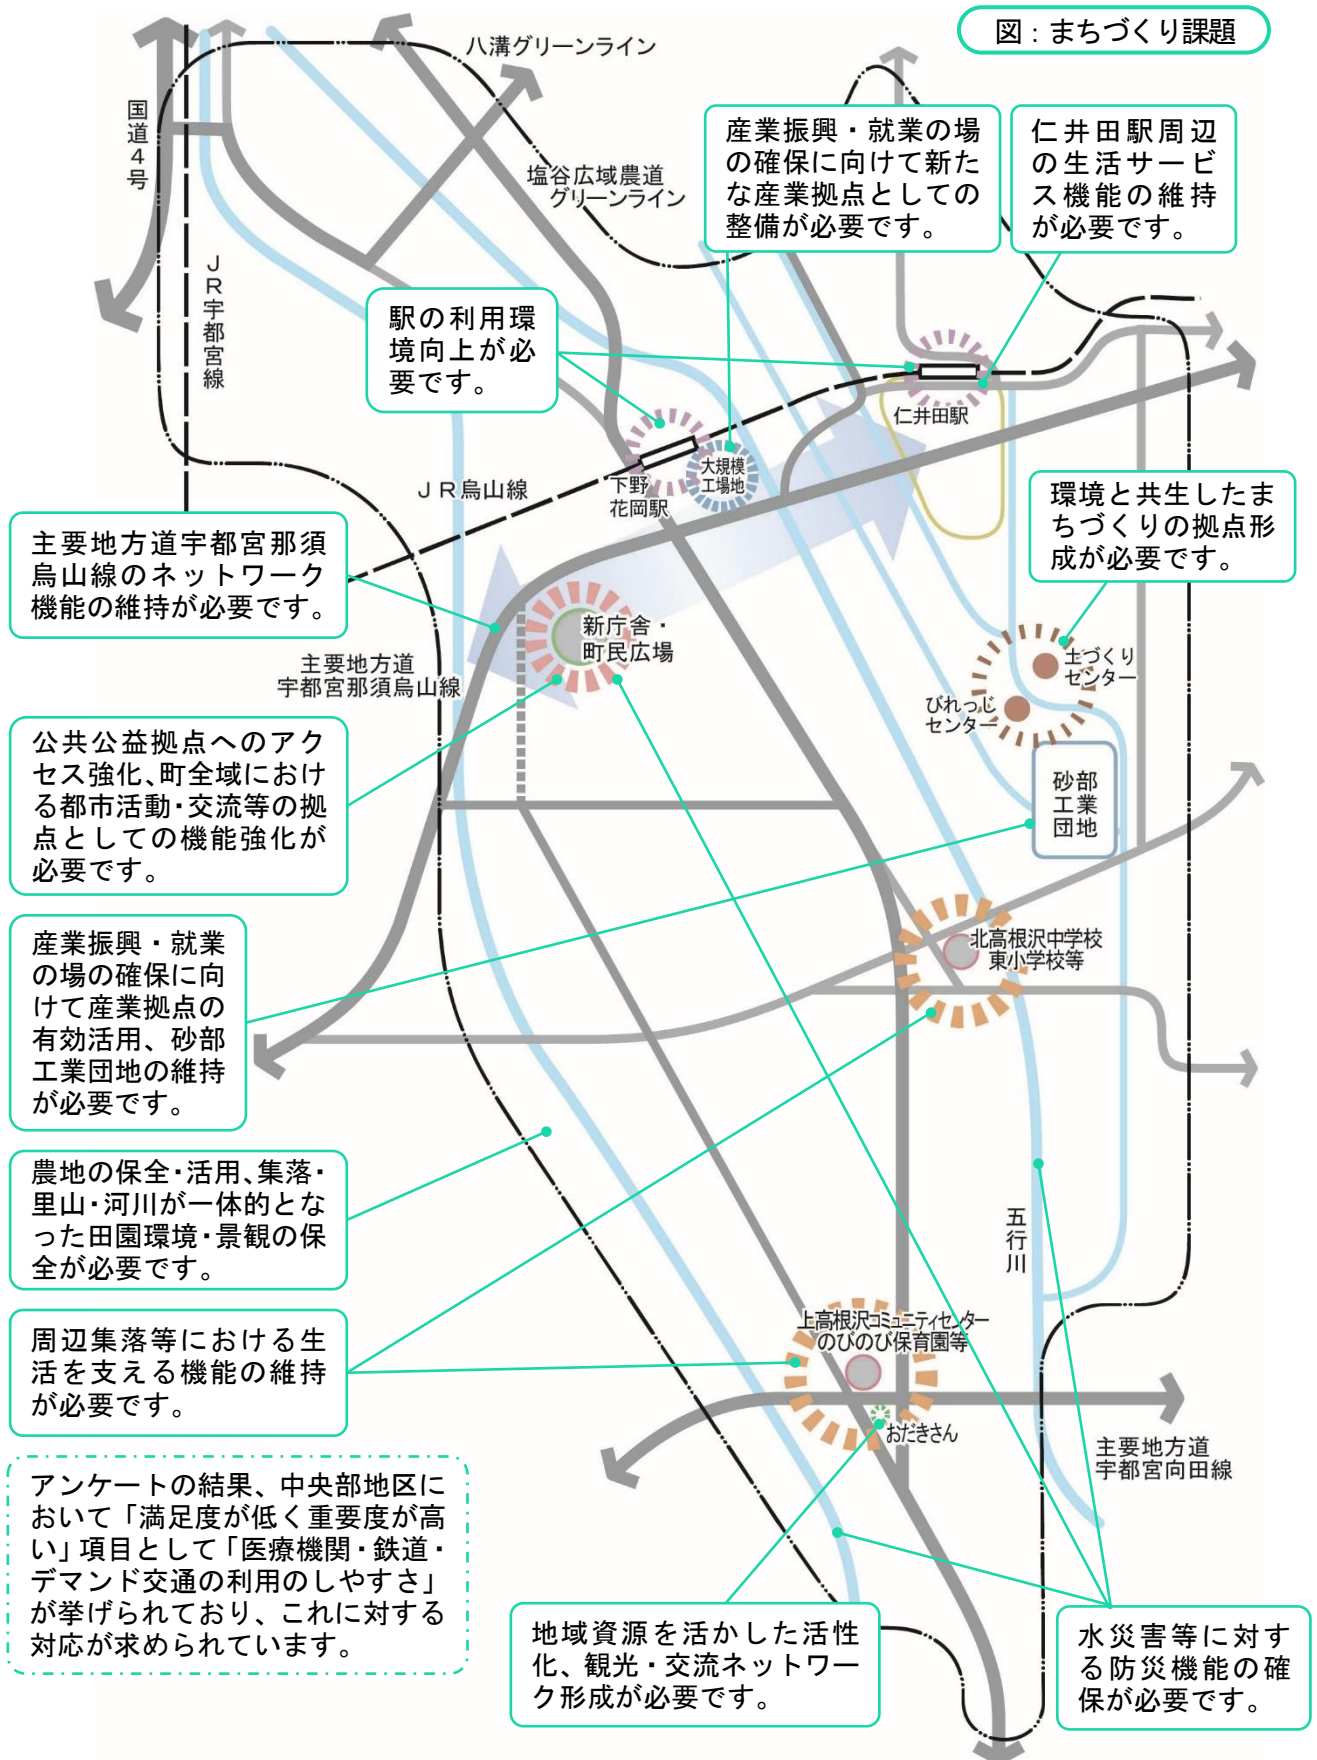 図：まちづくり課題
八溝グリーンライン
国道４号
塩谷広域農道
グリーンライン
ＪＲ宇都宮線
産業振興・就業の場
の確保に向けて新た
な産業拠点としての
整備が必要です。
仁井田駅周辺
の生活サービ
ス機能の維持
が必要です。
駅の利用環
境向上が必
要です。
仁井田駅
大規模
工場地
下野
花岡駅
ＪＲ烏山線
環境と共生したま
ちづくりの拠点形
成が必要です。
主要地方道宇都宮那須
烏山線のネットワーク
機能の維持が必要です。
新庁舎・
町民広場
主要地方道
宇都宮那須烏山線
土づくり
センター
びれっじ
センター
公共公益拠点へのアク
セス強化、町全域におけ
る都市活動・交流等の拠
点としての機能強化が
必要です。
砂部
工業
団地
産業振興・就業
の場の確保に向
けて産業拠点の
有効活用、砂部
工業団地の維持
が必要です。
北高根沢中学校
東小学校等
農地の保全・活用、集落・
里山・河川が一体的とな
った田園環境・景観の保
全が必要です。
五行川
周辺集落等における生
活を支える機能の維持
が必要です。
上高根沢コミュニティセンター
のびのび保育園等
おだきさん
主要地方道
宇都宮向田線
アンケートの結果、中央部地区に
おいて「満足度が低く重要度が高
い」項目として「医療機関・鉄道・
デマンド交通の利用のしやすさ」
が挙げられており、これに対する
対応が求められています。
地域資源を活かした活性
化、観光・交流ネットワー
ク形成が必要です。
水災害等に対す
る防災機能の確
保が必要です。